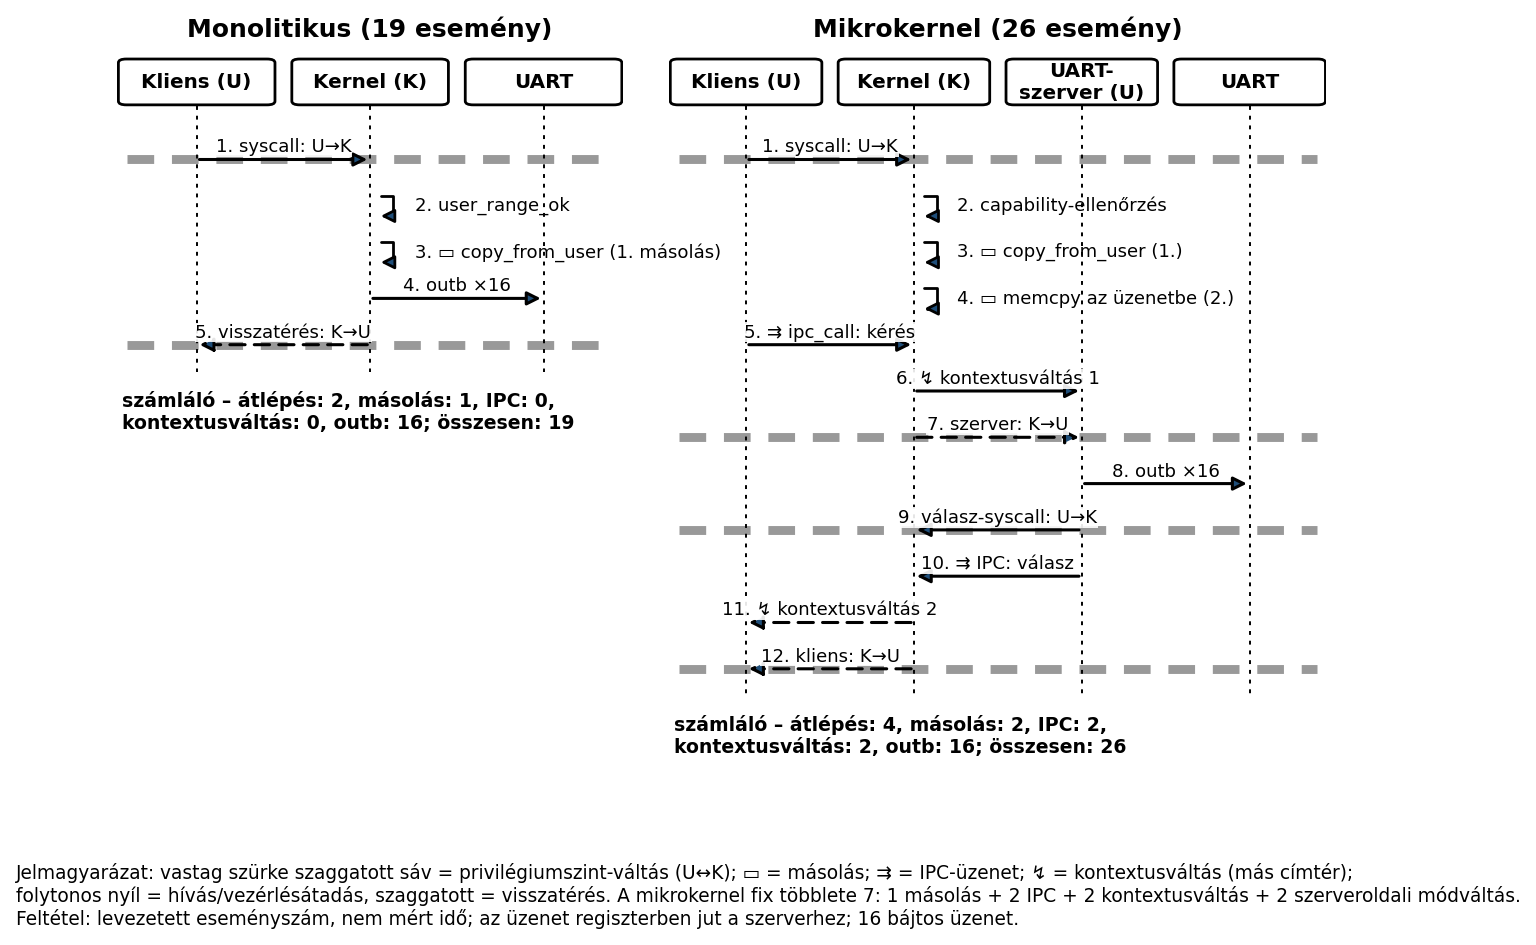 Monolitikus (19 esemény)
Kliens (U)
Kernel (K)
UART
1. syscall: U→K
2. user_range_ok
3. ▭ copy_from_user (1. másolás)
4. outb ×16
5. visszatérés: K→U
számláló – átlépés: 2, másolás: 1, IPC: 0,
kontextusváltás: 0, outb: 16; összesen: 19
Mikrokernel (26 esemény)
Kliens (U)
Kernel (K)
UART-
szerver (U)
UART
1. syscall: U→K
2. capability-ellenőrzés
3. ▭ copy_from_user (1.)
4. ▭ memcpy az üzenetbe (2.)
5. ⇉ ipc_call: kérés
6. ↯ kontextusváltás 1
7. szerver: K→U
8. outb ×16
9. válasz-syscall: U→K
10. ⇉ IPC: válasz
11. ↯ kontextusváltás 2
12. kliens: K→U
számláló – átlépés: 4, másolás: 2, IPC: 2,
kontextusváltás: 2, outb: 16; összesen: 26
Jelmagyarázat: vastag szürke szaggatott sáv = privilégiumszint-váltás (U↔K); ▭ = másolás; ⇉ = IPC-üzenet; ↯ = kontextusváltás (más címtér);
folytonos nyíl = hívás/vezérlésátadás, szaggatott = visszatérés. A mikrokernel fix többlete 7: 1 másolás + 2 IPC + 2 kontextusváltás + 2 szerveroldali módváltás.
Feltétel: levezetett eseményszám, nem mért idő; az üzenet regiszterben jut a szerverhez; 16 bájtos üzenet.